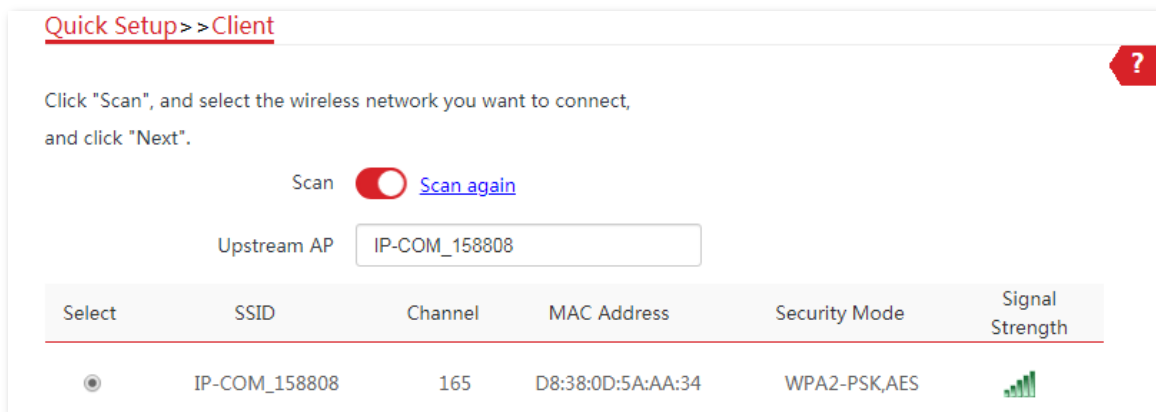 Quick Setup>>Client
?
Click "Scan", and select the wireless network you want to connect,
and click "Next".
Scan Scan again
Upstream AP IP-COM_158808
Select SSID Channel MAC Address Security Mode Signal Strength
IP-COM_158808 165 D8:38:0D:5A:AA:34 WPA2-PSK,AES